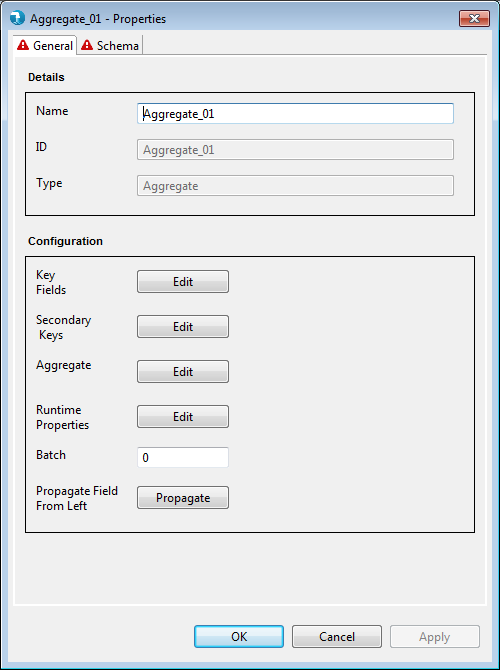 Aggregate_01 - Properties
General
Schema
Details
Name
Aggregate_01
ID
Aggregate_01
Type
Aggregate
Configuration
Key
Fields
Edit
Secondary
Keys
Edit
Aggregate
Edit
Runtime
Properties
Edit
Batch
0
Propagate Field
From Left
Propagate
OK
Cancel
Apply